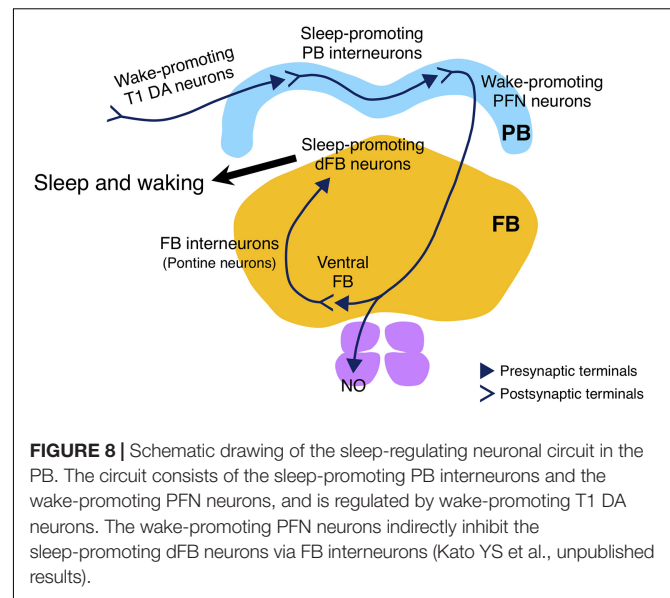 Sleep-promoting
PB interneurons
Wake-promoting
T1 DA neurons
Wake-promoting
PFN neurons
PB
Sleep-promoting
dFB neurons
Sleep and waking
FB
FB interneurons
(Pontine neurons)
Ventral
FB
NO
Presynaptic terminals
Postsynaptic terminals
FIGURE 8 | Schematic drawing of the sleep-regulating neuronal circuit in the
PB. The circuit consists of the sleep-promoting PB interneurons and the
wake-promoting PFN neurons, and is regulated by wake-promoting T1 DA
neurons. The wake-promoting PFN neurons indirectly inhibit the
sleep-promoting dFB neurons via FB interneurons (Kato YS et al., unpublished
results).